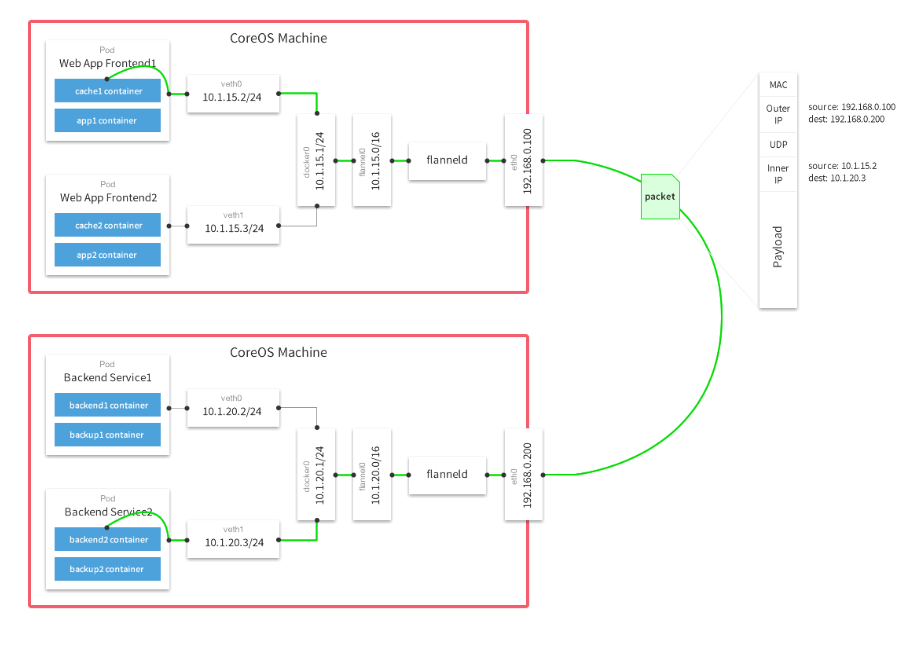 CoreOS Machine
Pod
Web App Frontend1
cache1 container
app1 container
veth0
10.1.15.2/24
docker0
10.1.15.1/24
flannel0
10.1.15.0/16
flanneld
eth0
192.168.0.100
Pod
Web App Frontend2
cache2 container
app2 container
veth1
10.1.15.3/24
packet
MAC
Outer
IP
source: 192.168.0.100
dest: 192.168.0.200
UDP
Inner
IP
source: 10.1.15.2
dest: 10.1.20.3
Payload
CoreOS Machine
Pod
Backend Service1
backend1 container
backup1 container
veth0
10.1.20.2/24
docker0
10.1.20.1/24
flannel0
10.1.20.0/16
flanneld
eth0
192.168.0.200
Pod
Backend Service2
backend2 container
backup2 container
veth1
10.1.20.3/24